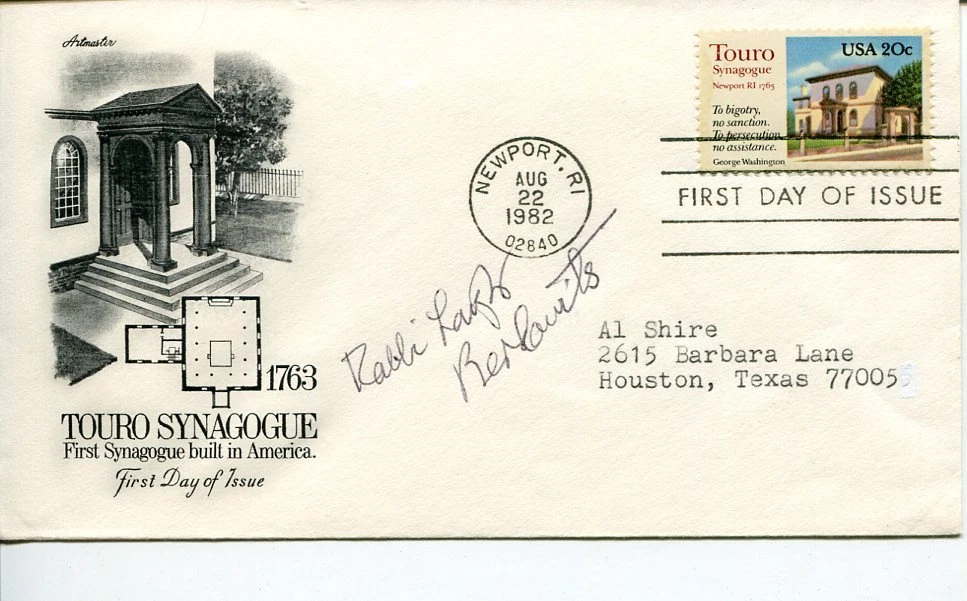 Artmaster
Touro
Synagogue
Newport RI 1763
To bigotry,
no sanction.
To persecution,
no assistance.
George Washington
USA 20c
NEWPORT, RI
AUG
22
1982
02840
FIRST DAY OF ISSUE
Rabbi
Berkowits
Al Shire
2615 Barbara Lane
Houston, Texas 77005
1763
TOURO SYNAGOGUE
First Synagogue built in America.
First Day of Issue